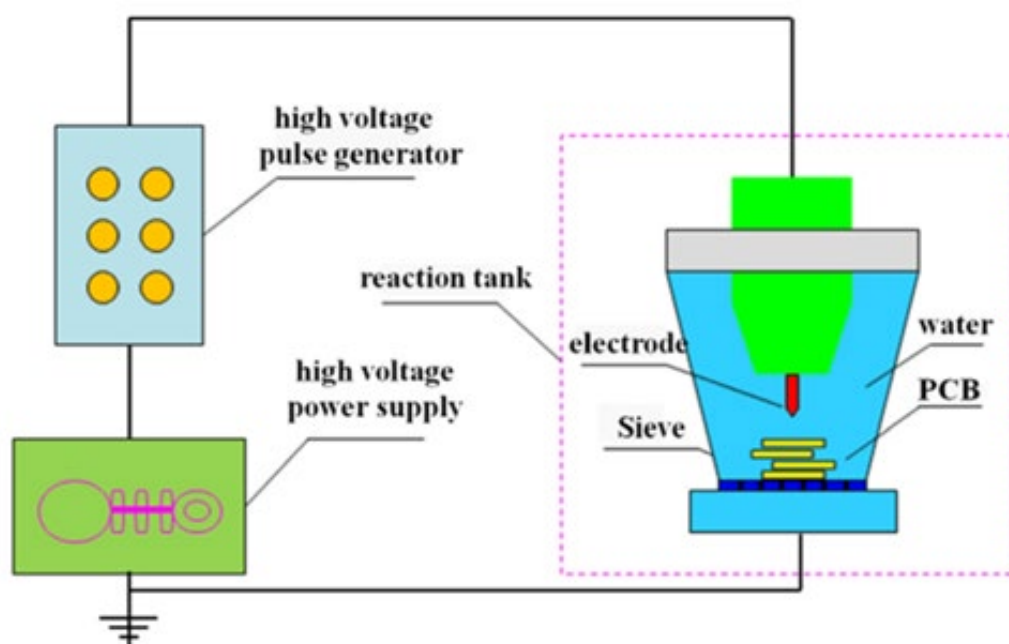 high voltage
pulse generator
reaction tank
high voltage
power supply
electrode
water
PCB
Sieve